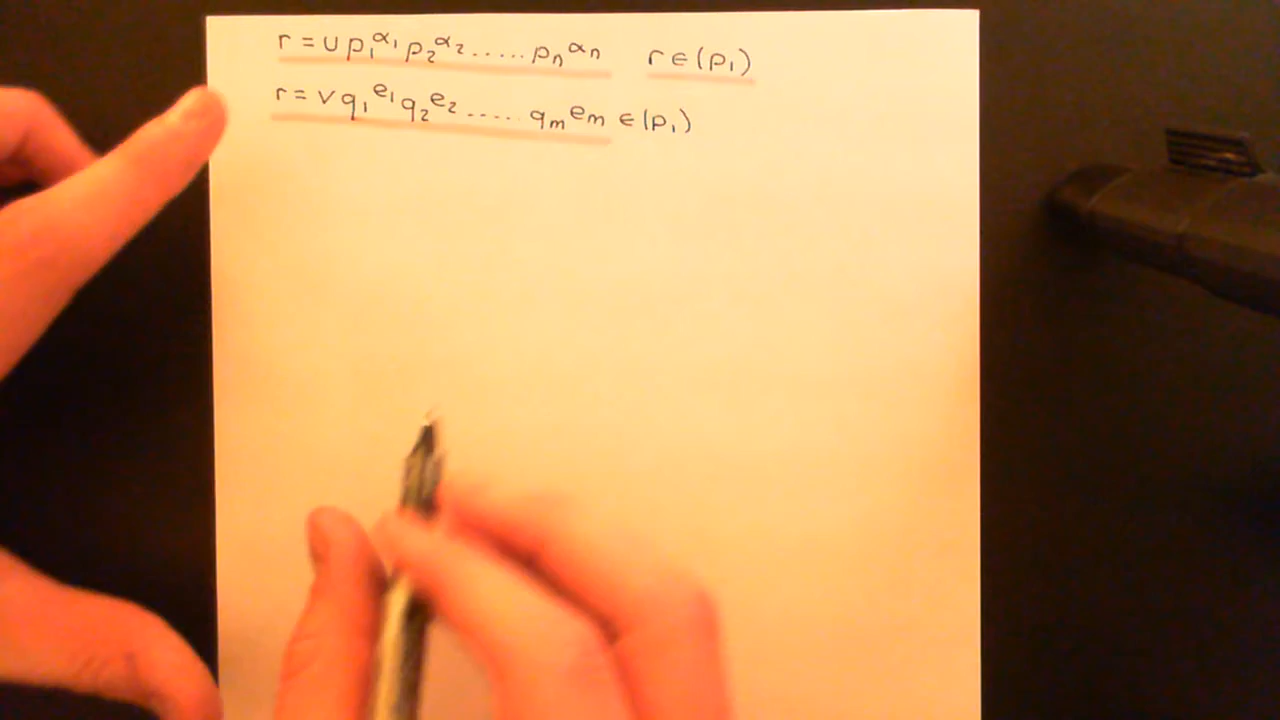 r = u p₁^α₁ p₂^α₂ ..... pₙ^αₙ r ∈ (p₁)
r = v q₁^e₁ q₂^e₂ ..... qₘ^eₘ ∈ (p₁)